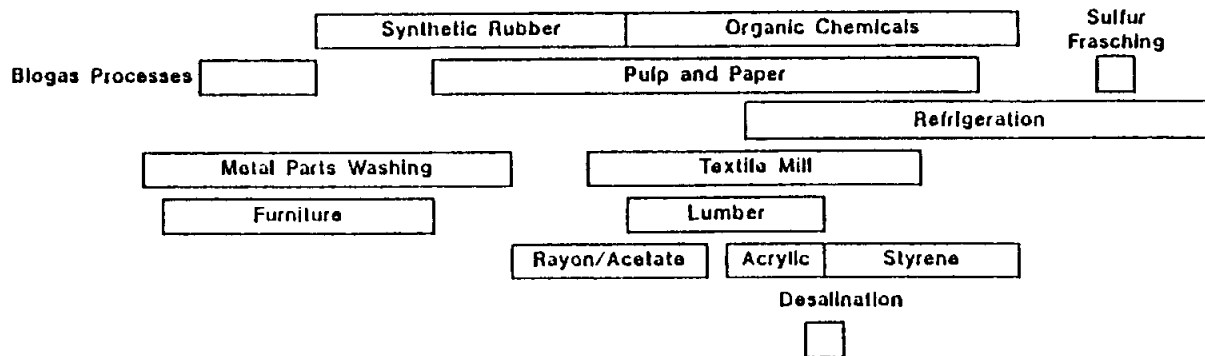 Synthetic Rubber
Organic Chemicals
Sulfur
Frasching
Biogas Processes
Pulp and Paper
Refrigeration
Metal Parts Washing
Textile Mill
Furniture
Lumber
Rayon/Acetate
Acrylic
Styrene
Desalination